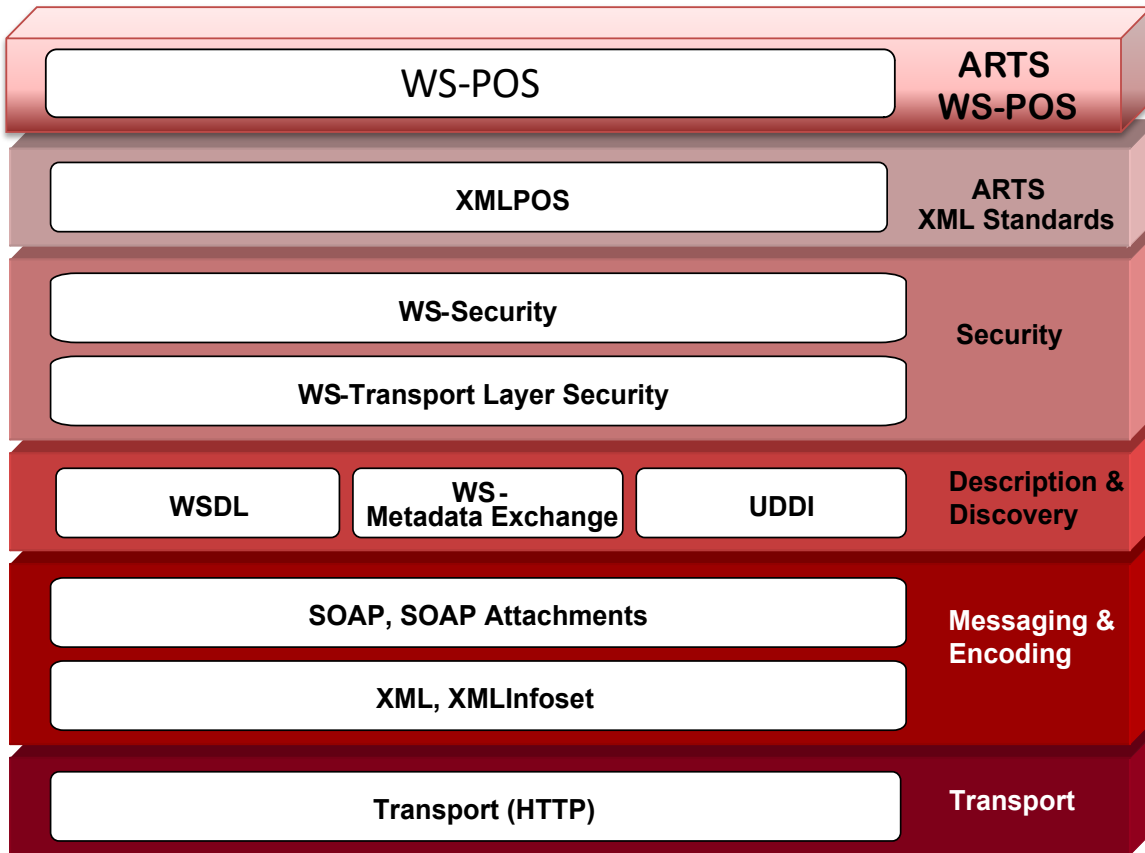 WS-POS
ARTS
WS-POS
XMLPOS
ARTS
XML Standards
WS-Security
WS-Transport Layer Security
Security
WSDL
WS-
Metadata Exchange
UDDI
Description &
Discovery
SOAP, SOAP Attachments
XML, XMLInfoset
Messaging &
Encoding
Transport (HTTP)
Transport